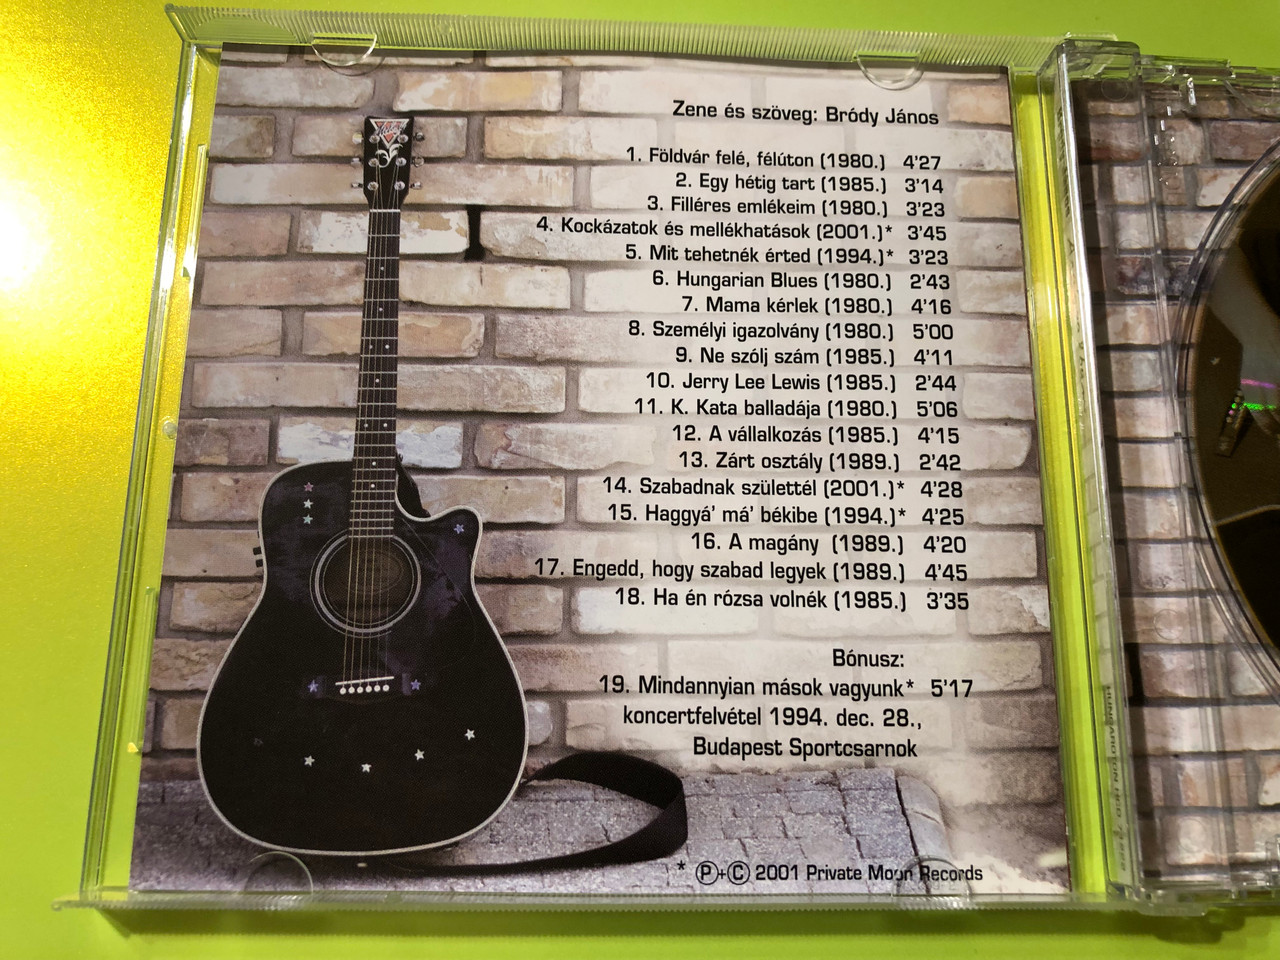 Zene és szöveg: Bródy János
1. Földvár felé, félúton (1980.) 4'27
2. Egy hétig tart (1985.) 3'14
3. Filléres emlékeim (1980.) 3'23
4. Kockázatok és mellékhatások (2001.)* 3'45
5. Mit tehetnék érted (1994.)* 3'23
6. Hungarian Blues (1980.) 2'43
7. Mama kérlek (1980.) 4'16
8. Személyi igazolvány (1980.) 5'00
9. Ne szólj szám (1985.) 4'11
10. Jerry Lee Lewis (1985.) 2'44
11. K. Kata balladája (1980.) 5'06
12. A vállalkozás (1985.) 4'15
13. Zárt osztály (1989.) 2'42
14. Szabadnak születtél (2001.)* 4'28
15. Haggyá' má' békibe (1994.)* 4'25
16. A magány (1989.) 4'20
17. Engedd, hogy szabad legyek (1989.) 4'45
18. Ha én rózsa volnék (1985.) 3'35
Bónusz:
19. Mindannyian mások vagyunk* 5'17
koncertfelvétel 1994. dec. 28.,
Budapest Sportcsarnok
* Ⓟ+Ⓒ 2001 Private Moon Records